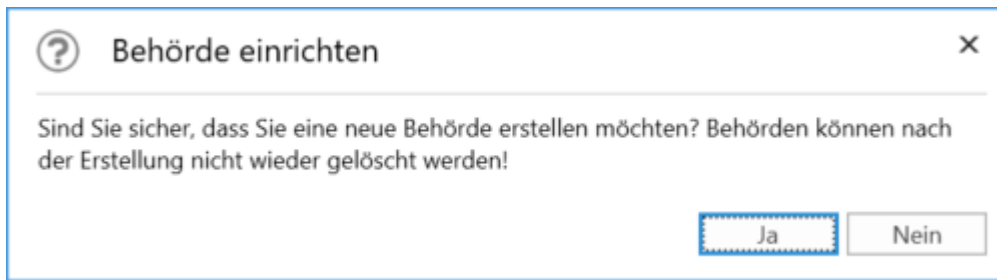 Behörde einrichten
Sind Sie sicher, dass Sie eine neue Behörde erstellen möchten? Behörden können nach
der Erstellung nicht wieder gelöscht werden!
Ja Nein